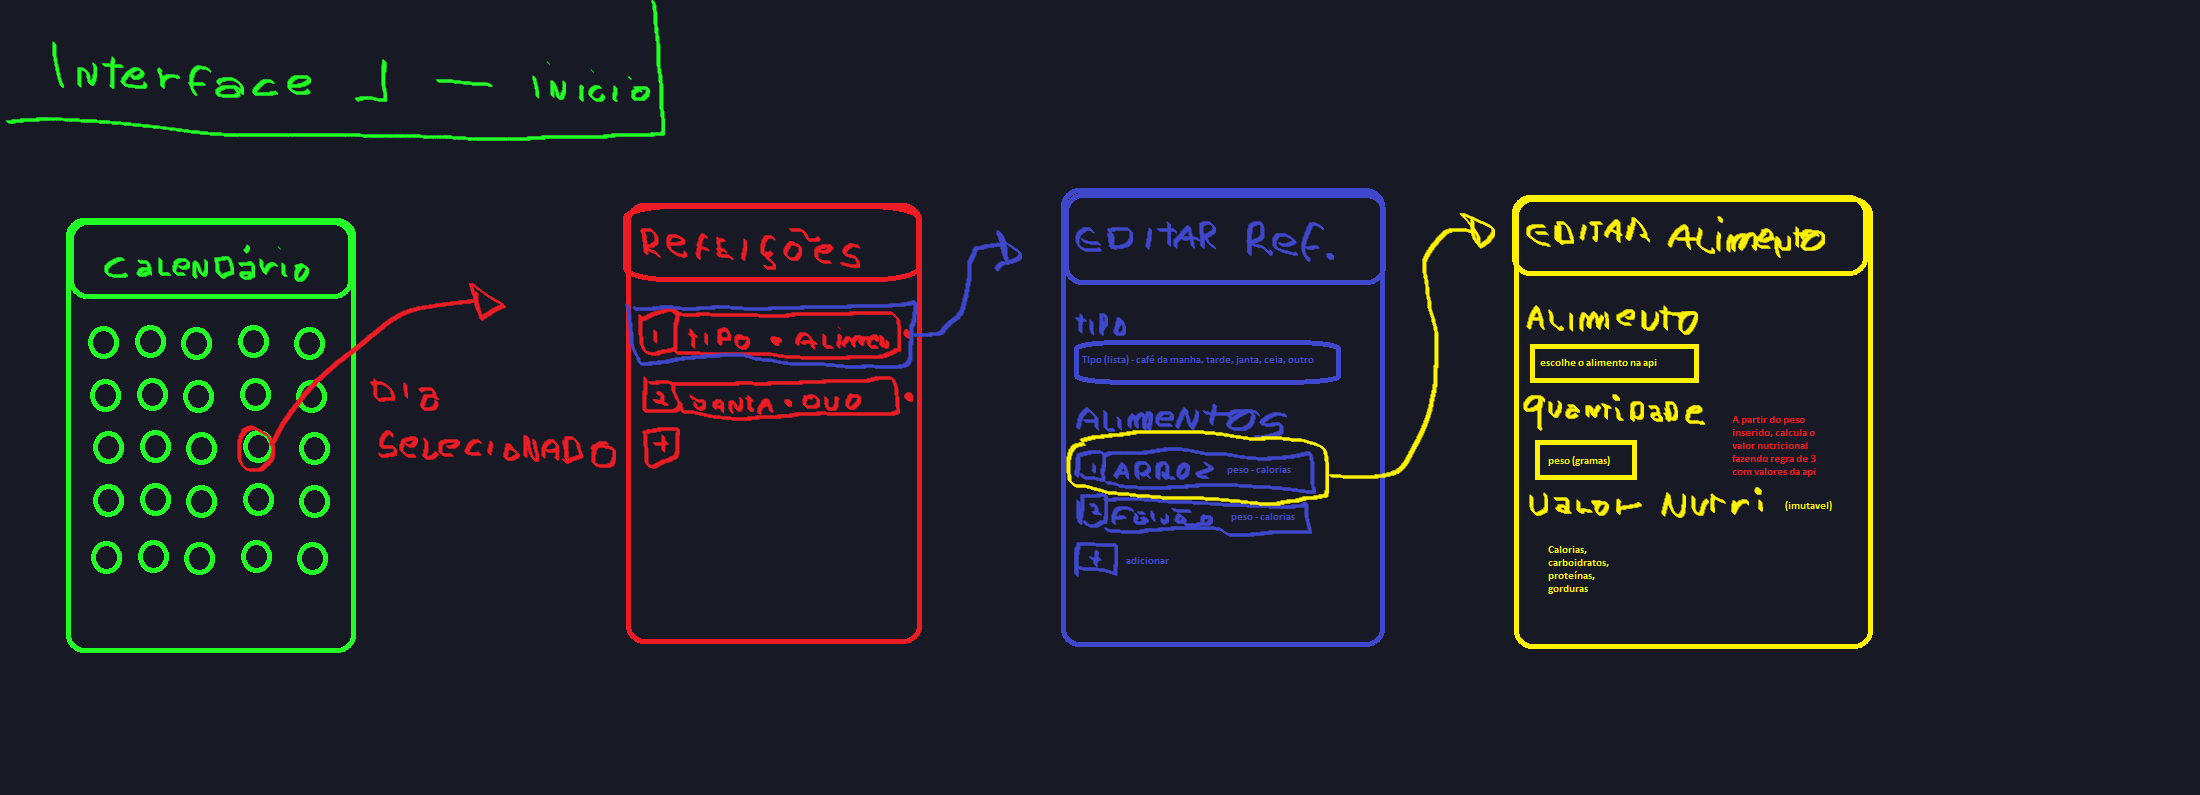 Interface 1 — inicio
calendário
DIA
SELECIONADO
REFEIÇÕES
1 TIPO • ALIMEN
2 JANTA • OVO
+
EDITAR Ref.
TIPO
TIpo (lista) - café da manha, tarde, janta, ceia, outro
ALIMENTOS
1 ARROZ peso - calorias
2 Feijão peso - calorias
+ adicionar
EDITAR Alimento
ALIMENTO
escolhe o alimento na api
quantidade
peso (gramas)
A partir do peso
inserido, calcula o
valor nutricional
fazendo regra de 3
com valores da api
Valor Nutri (imutavel)
Calorias,
carboidratos,
proteínas,
gorduras